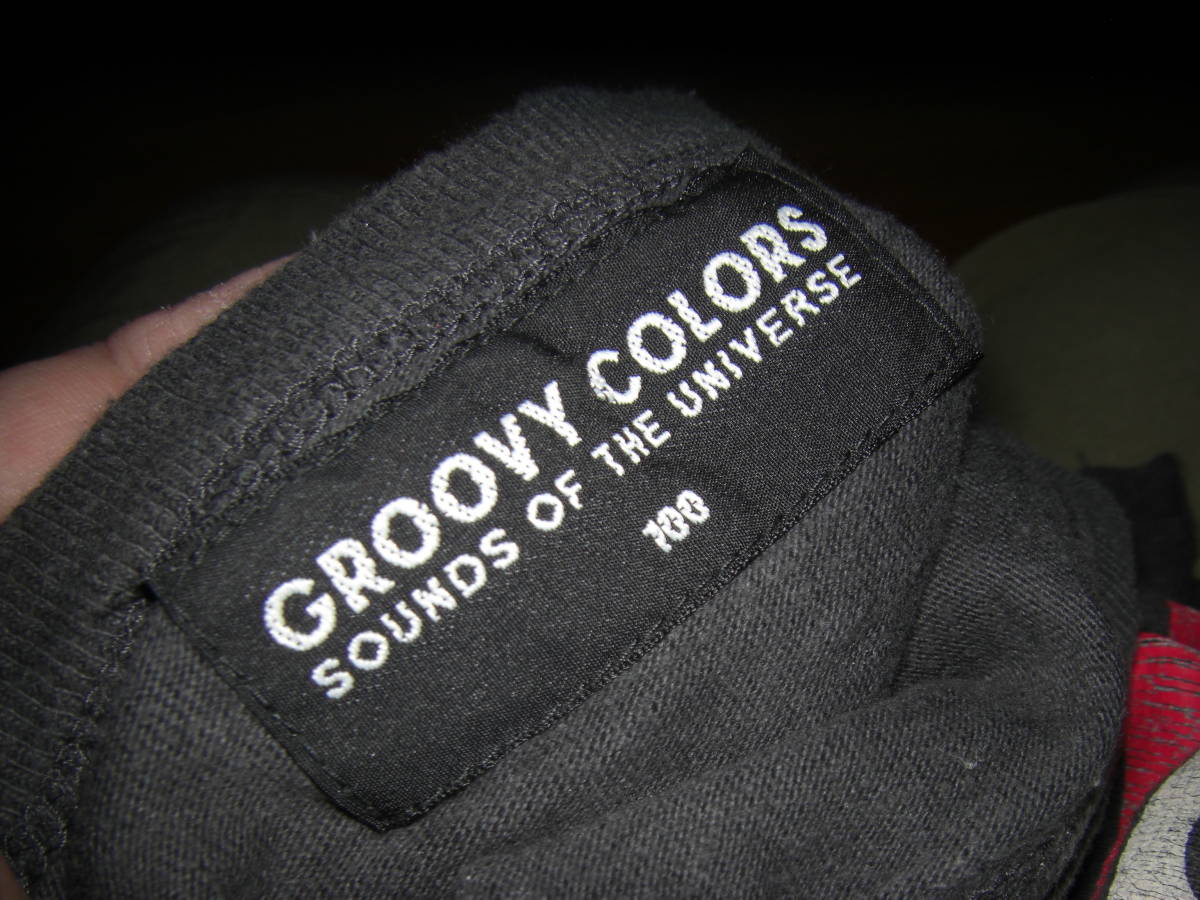 GROOVY COLORS
SOUNDS OF THE UNIVERSE
100